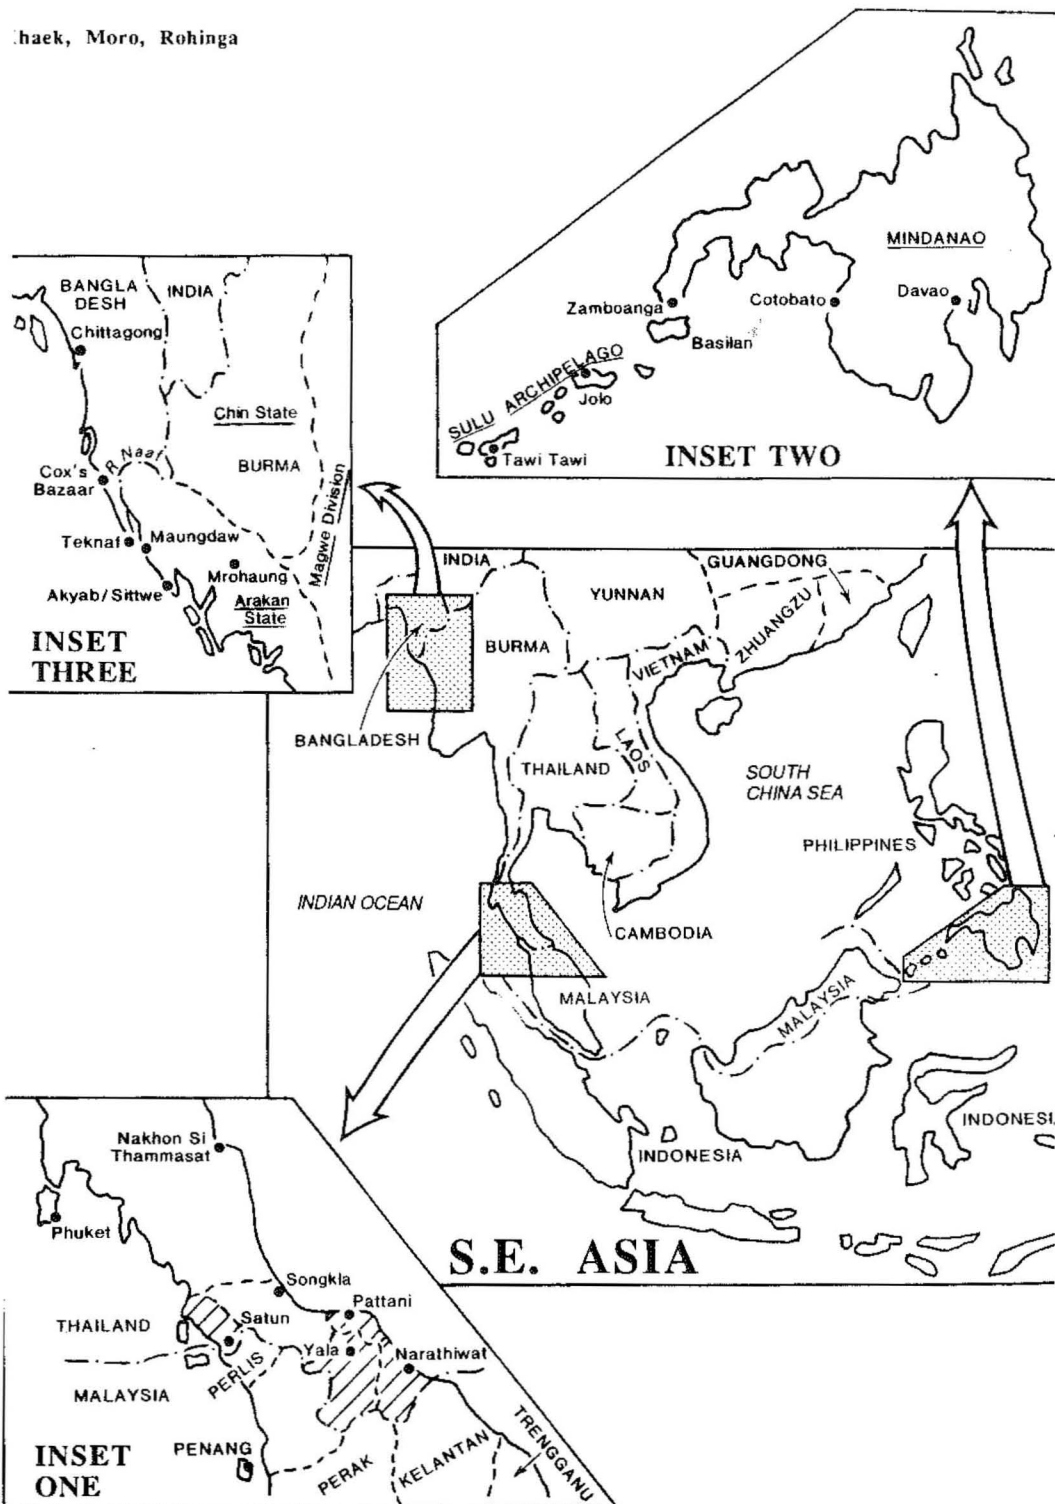 haek, Moro, Rohinga
MINDANAO
Zamboanga
Cotobato
Davao
Basilan
SULU ARCHIPELAGO
Jolo
Tawi Tawi
INSET TWO
BANGLA
DESH
INDIA
Chittagong
Chin State
R Naaf
BURMA
Cox's
Bazaar
Magwe Division
Teknaf
Maungdaw
Mrohaung
Akyab/Sittwe
Arakan
State
INSET
THREE
INDIA
GUANGDONG
YUNNAN
ZHUANGZU
BURMA
VIETNAM
BANGLADESH
LAOS
THAILAND
SOUTH
CHINA SEA
PHILIPPINES
INDIAN OCEAN
CAMBODIA
MALAYSIA
MALAYSIA
INDONESIA
INDONESIA
S.E. ASIA
Nakhon Si
Thammasat
Phuket
Songkla
Pattani
Satun
THAILAND
Yala
Narathiwat
PERLIS
MALAYSIA
PENANG
PERAK
KELANTAN
TRENGGANU
INSET
ONE